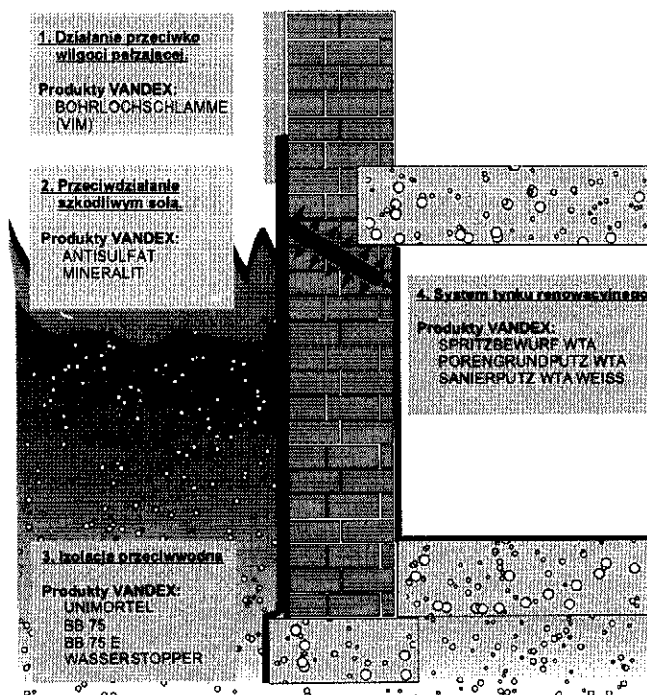 1. Działanie przeciwko
wilgoci pełzającej.
Produkty VANDEX:
BOHRLOCHSCHLAMME
(VIM)
2. Przeciwdziałanie
szkodliwym solą
Produkty VANDEX:
ANTISULFAT
MINERALIT
3. Izolacja przeciwwodna
Produkty VANDEX:
UNIMORTEL
BB 75
BB 75 E
WASSERSTOPPER
4. System tynku renowacyjnego
Produkty VANDEX:
SPRITZBEWURF WTA
PORENGRUNDPUTZ WTA
SANIERPUTZ WTA WEISS